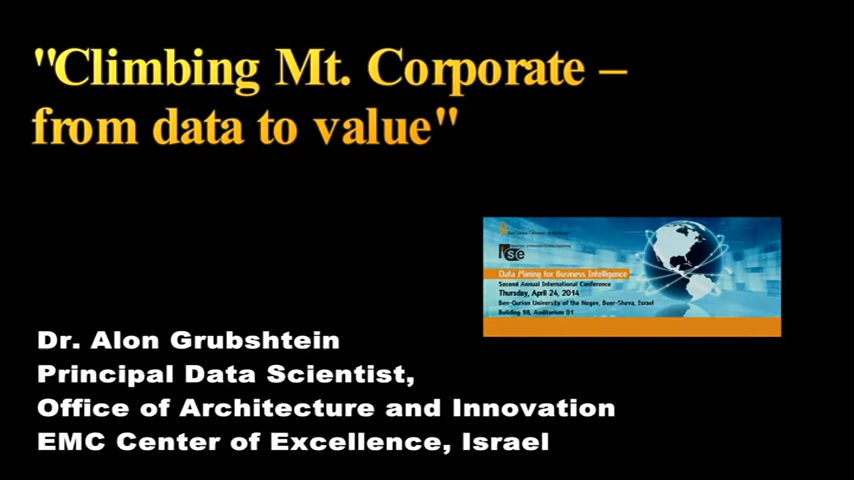 "Climbing Mt. Corporate –
from data to value"
ise
Data Mining for Business Intelligence
Second Annual International Conference
Thursday, April 24, 2014
Ben-Gurion University of the Negev, Beer-Sheva, Israel
Building 98, Auditorium 01
Dr. Alon Grubshtein
Principal Data Scientist,
Office of Architecture and Innovation
EMC Center of Excellence, Israel